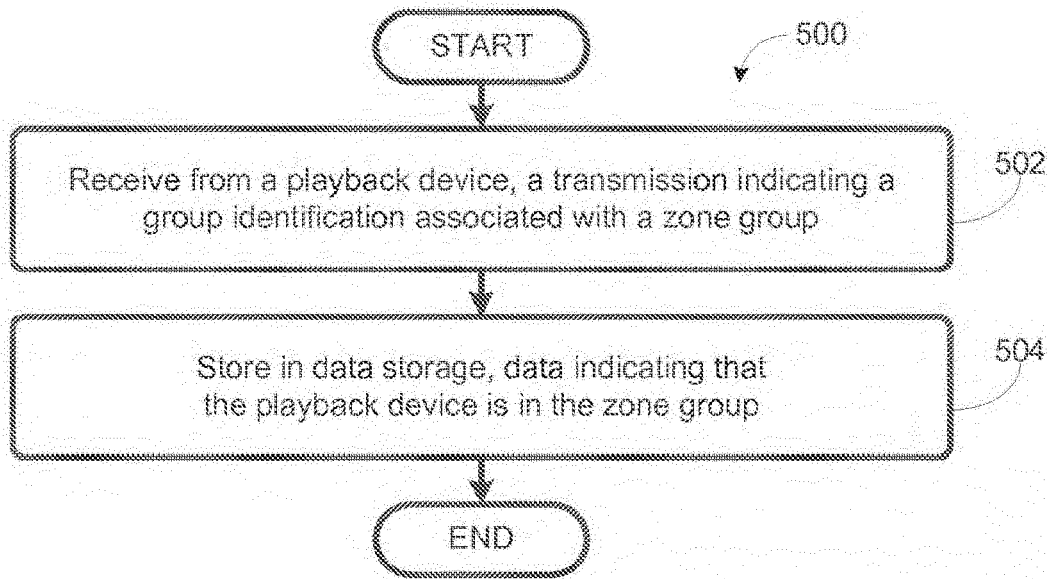 START
500
Receive from a playback device, a transmission indicating a
group identification associated with a zone group
502
Store in data storage, data indicating that
the playback device is in the zone group
504
END